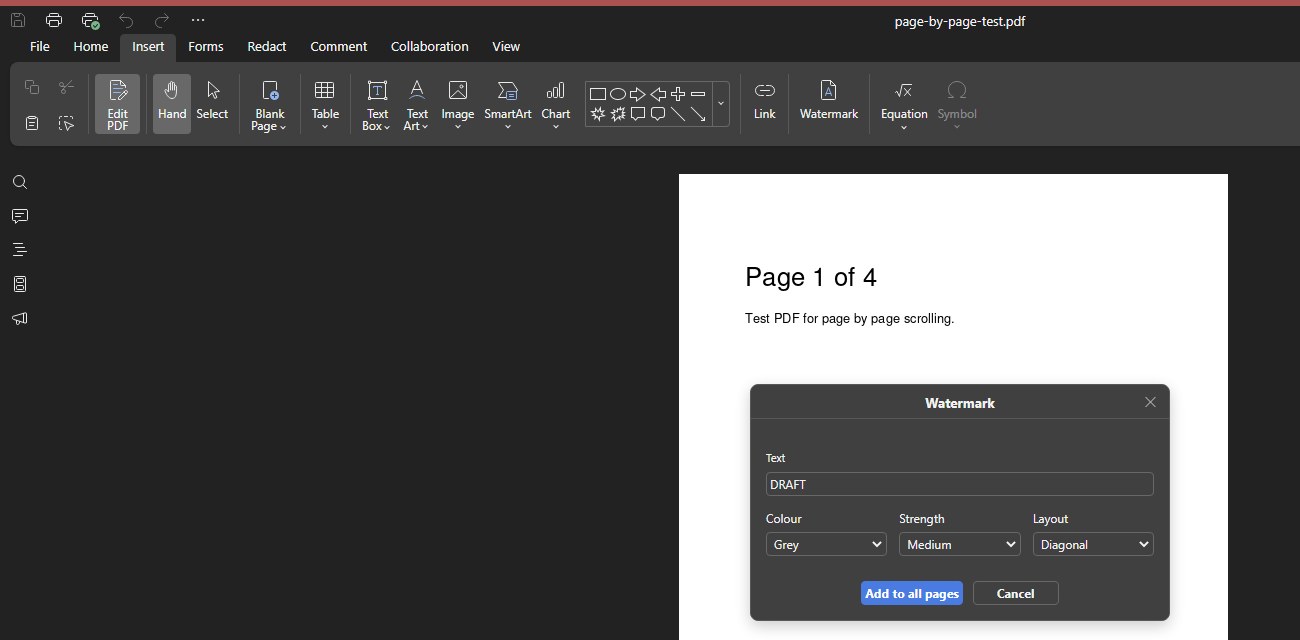 page-by-page-test.pdf
File Home Insert Forms Redact Comment Collaboration View
Edit PDF
Hand
Select
Blank Page
Table
Text Box
Text Art
Image
SmartArt
Chart
Link
Watermark
Equation
Symbol
Page 1 of 4
Test PDF for page by page scrolling.
Watermark
Text
DRAFT
Colour Strength Layout
Grey Medium Diagonal
Add to all pages Cancel